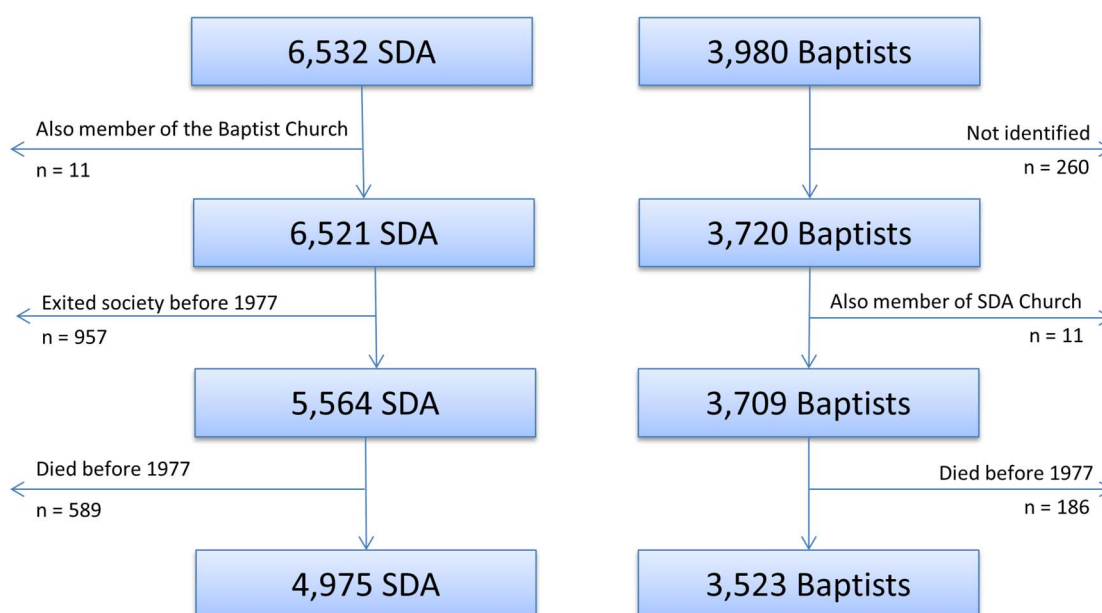 6,532 SDA
Also member of the Baptist Church
n = 11
6,521 SDA
Exited society before 1977
n = 957
5,564 SDA
Died before 1977
n = 589
4,975 SDA
3,980 Baptists
Not identified
n = 260
3,720 Baptists
Also member of SDA Church
n = 11
3,709 Baptists
Died before 1977
n = 186
3,523 Baptists